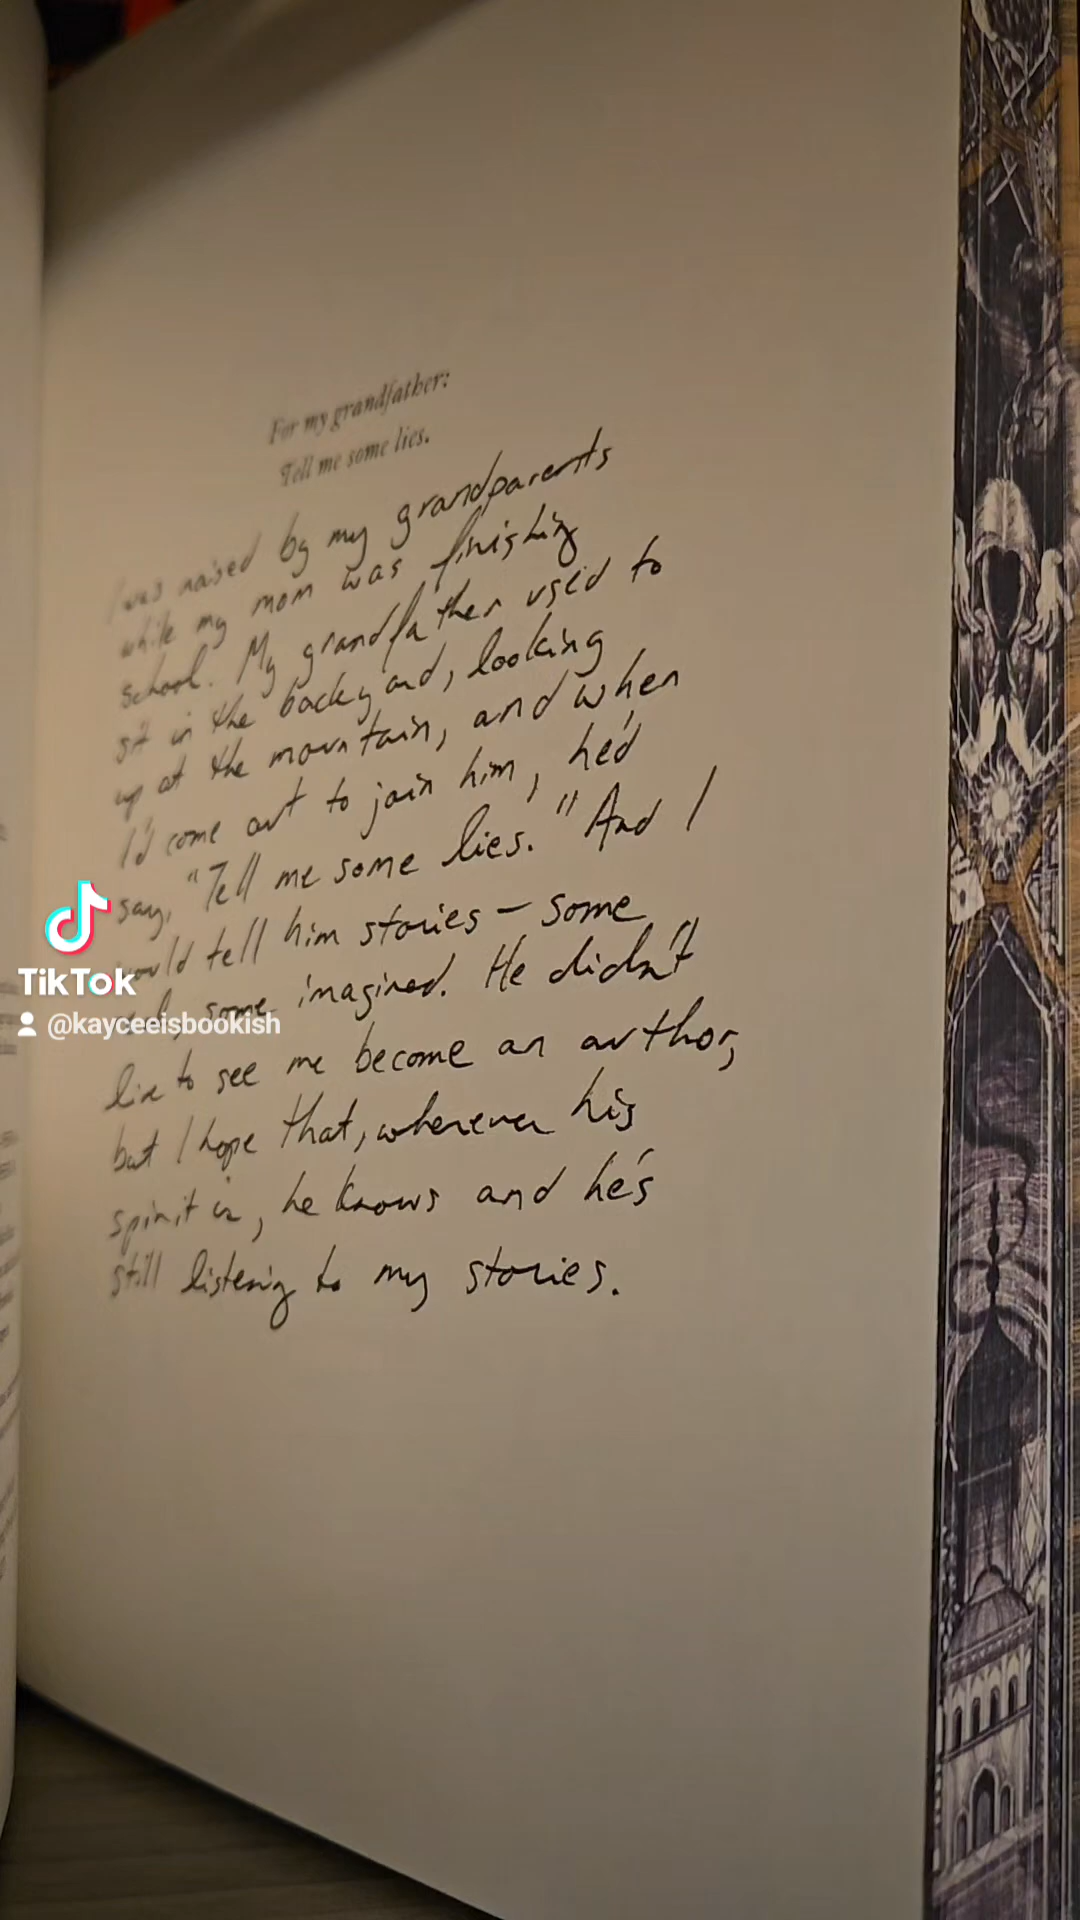 For my grandfather:
Tell me some lies.
I was raised by my grandparents
while my mom was finishing
school. My grandfather used to
sit in the backyard, looking
up at the mountain, and when
I'd come out to join him, he'd
say, "Tell me some lies." And I
would tell him stories – some
some imagined. He didn't
live to see me become an author,
but I hope that, wherever his
spirit is, he knows and he's
still listening to my stories.
TikTok
@kayceeisbookish